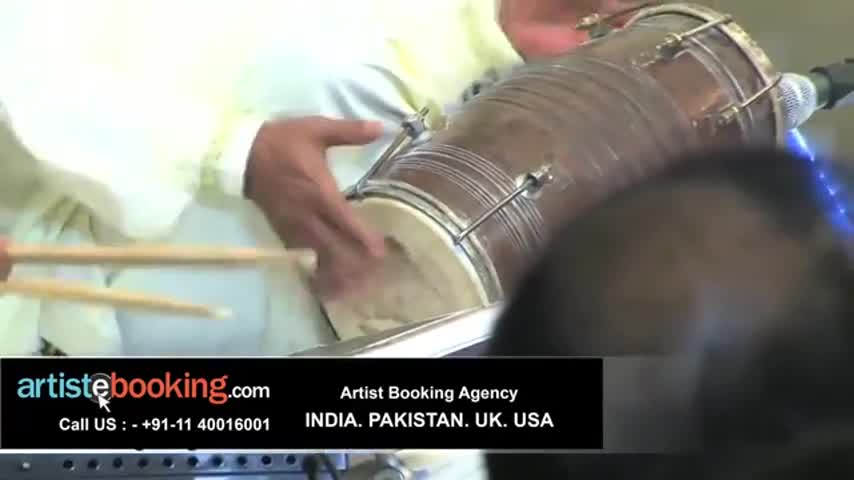 artistebooking.com
Call US : - +91-11 40016001
Artist Booking Agency
INDIA. PAKISTAN. UK. USA